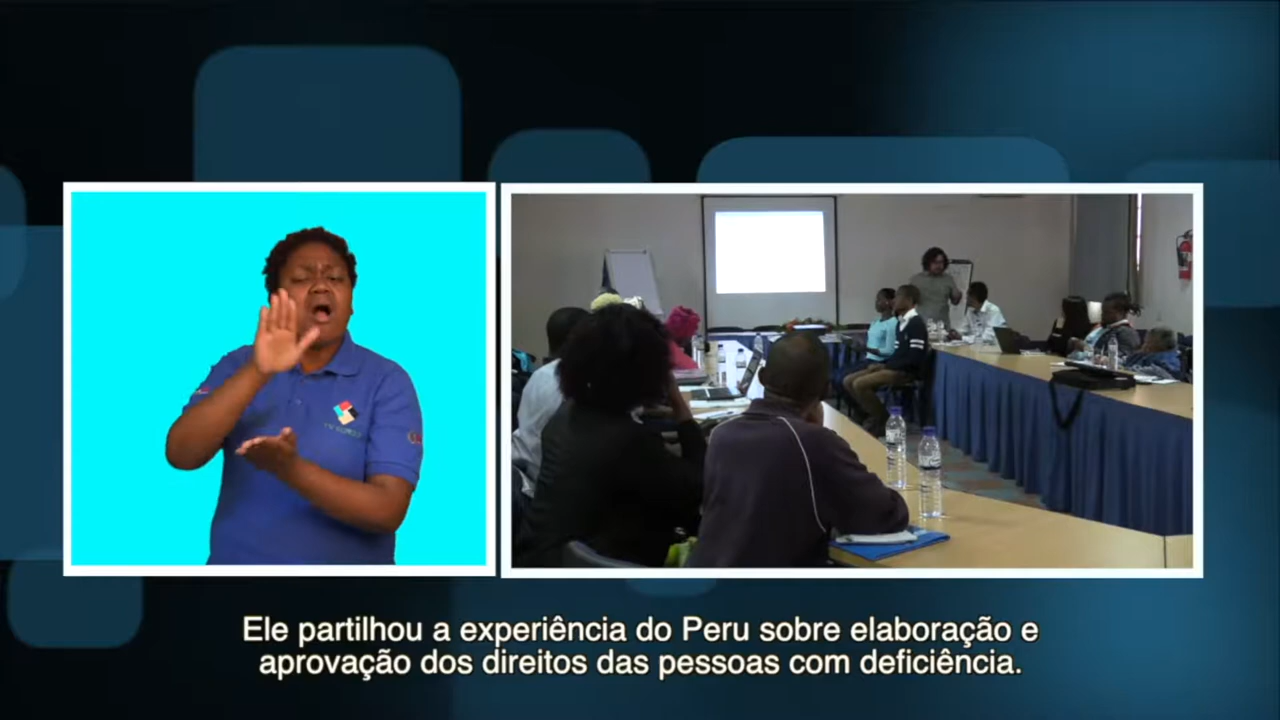 Ele partilhou a experiência do Peru sobre elaboração e
aprovação dos direitos das pessoas com deficiência.